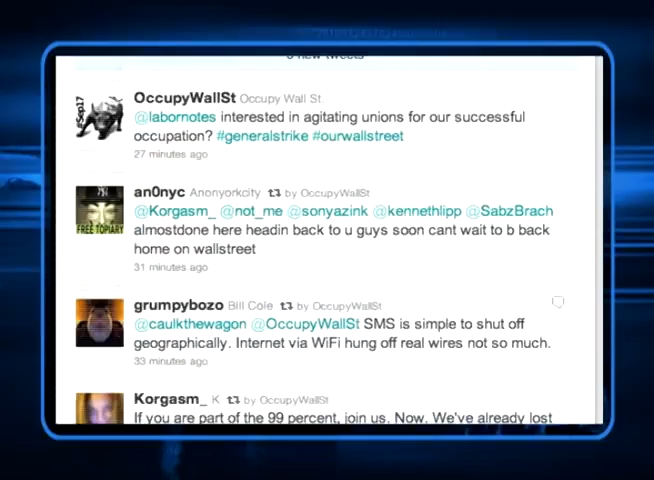 OccupyWallSt Occupy Wall St
@labornotes interested in agitating unions for our successful
occupation? #generalstrike #ourwallstreet
27 minutes ago
#Sep17
an0nyc Anonyorkcity by OccupyWallSt
@Korgasm_ @not_me @sonyazink @kennethlipp @SabzBrach
almostdone here headin back to u guys soon cant wait to b back
home on wallstreet
31 minutes ago
FREE TOPIARY
grumpybozo Bill Cole by OccupyWallSt
@caulkthewagon @OccupyWallSt SMS is simple to shut off
geographically. Internet via WiFi hung off real wires not so much.
33 minutes ago
Korgasm_ K by OccupyWallSt
If you are part of the 99 percent, join us. Now. We've already lost